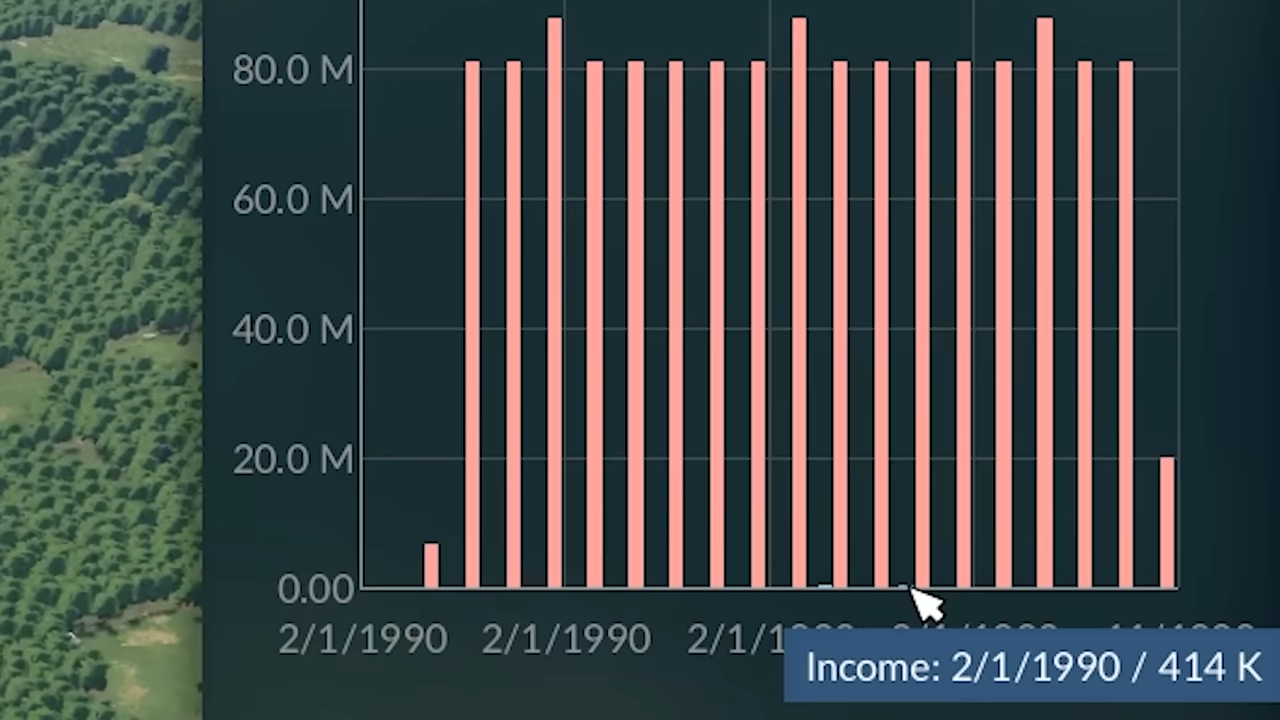 80.0 M
60.0 M
40.0 M
20.0 M
0.00
2/1/1990 2/1/1990
Income: 2/1/1990 / 414 K